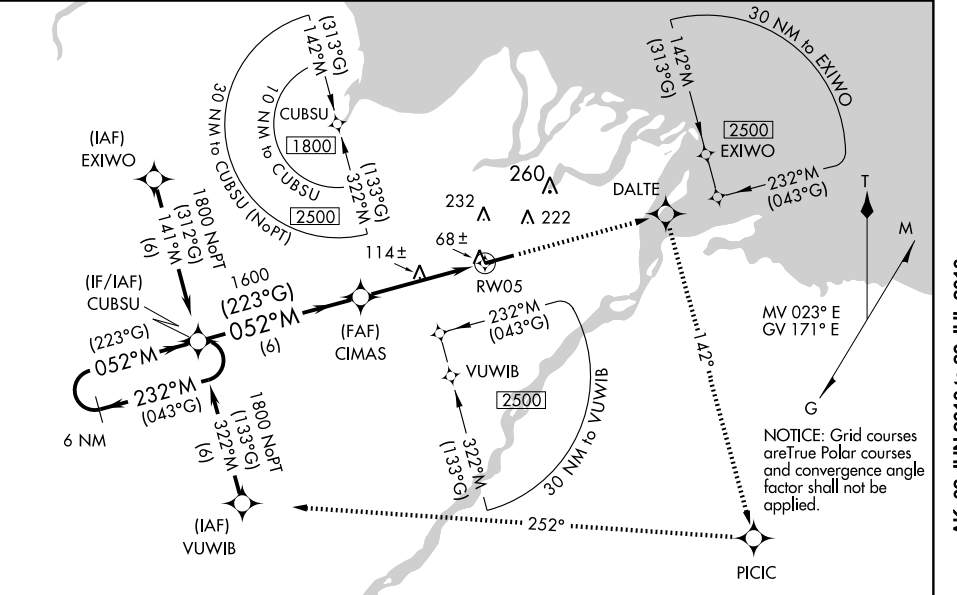 30 NM to EXIWO
142°M
(313°G)
2500
EXIWO
232°M
(043°G)
(313°G)
142°M
CUBSU
1800
10 NM to CUBSU
(133°G)
322°M
2500
30 NM to CUBSU (NoPT)
(IAF)
EXIWO
1800 NoPT
(312°G)
141°M
(6)
260
232
222
DALTE
T
M
114±
68±
RW05
(IF/IAF)
CUBSU
1600
(223°G)
052°M
(6)
(FAF)
CIMAS
(223°G)
052°M
232°M
(043°G)
6 NM
1800 NoPT
(133°G)
322°M
(6)
(IAF)
VUWIB
232°M
(043°G)
VUWIB
2500
322°M
(133°G)
30 NM to VUWIB
142°
252°
PICIC
MV 023° E
GV 171° E
G
NOTICE: Grid courses
areTrue Polar courses
and convergence angle
factor shall not be
applied.